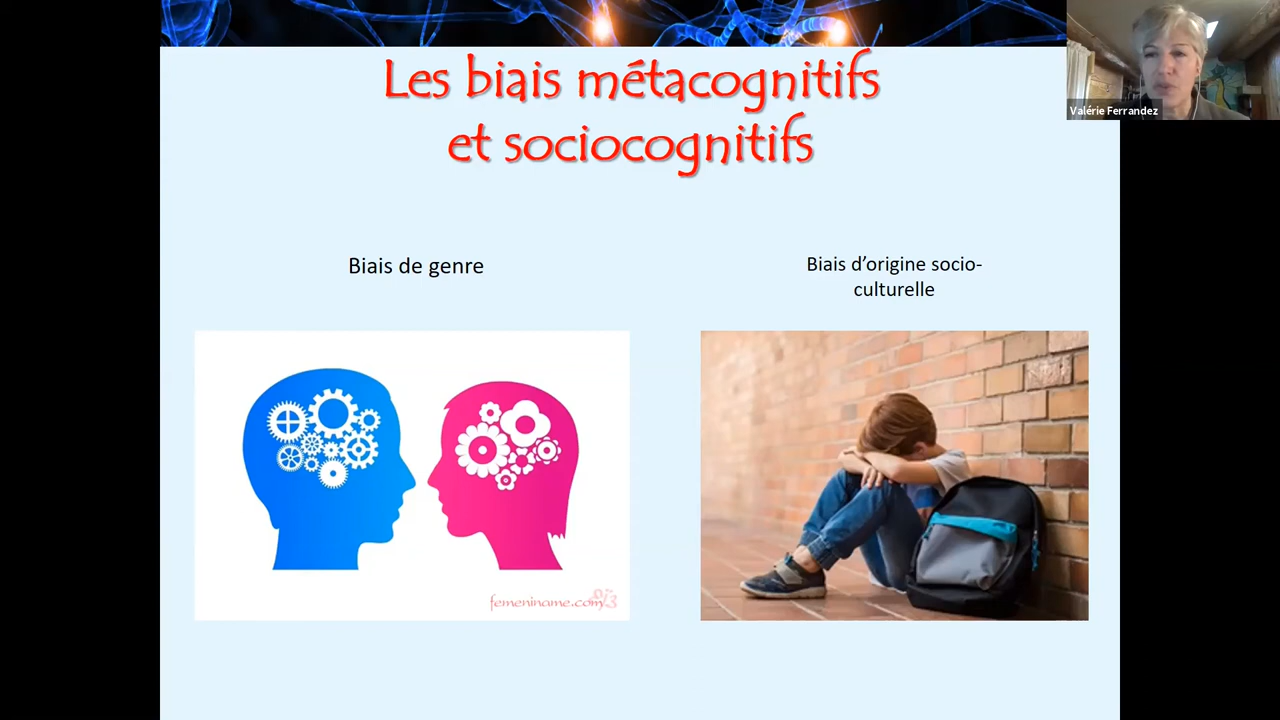 Les biais métacognitifs
et sociocognitifs
Valérie Ferrandez
Biais de genre
Biais d'origine socio-
culturelle
femeniname.com